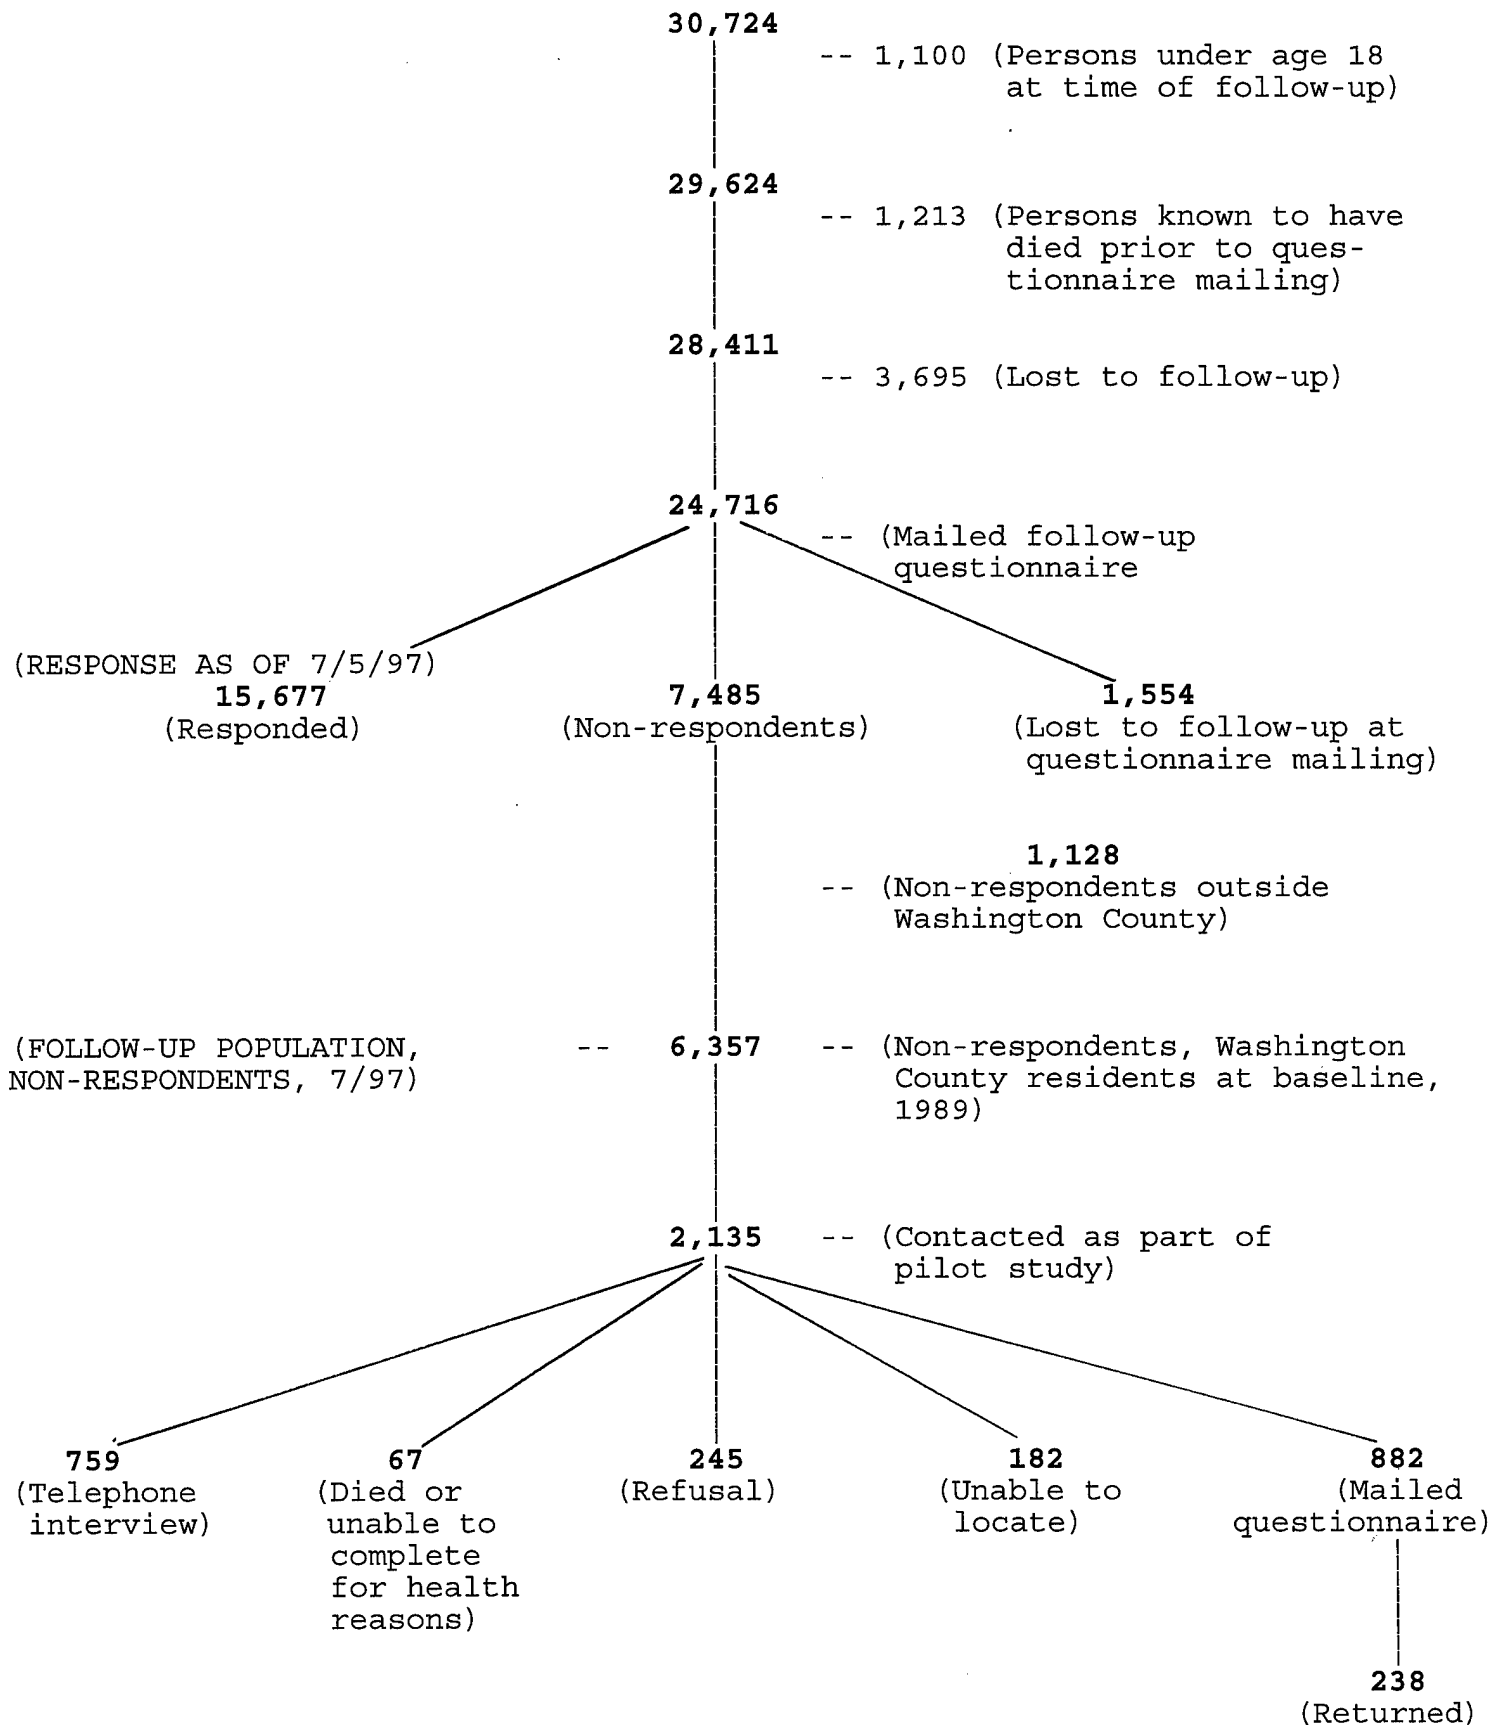 30,724
-- 1,100 (Persons under age 18
at time of follow-up)
29,624
-- 1,213 (Persons known to have
died prior to ques-
tionnaire mailing)
28,411
-- 3,695 (Lost to follow-up)
24,716
-- (Mailed follow-up
questionnaire
(RESPONSE AS OF 7/5/97)
15,677
(Responded)
7,485
(Non-respondents)
1,554
(Lost to follow-up at
questionnaire mailing)
1,128
-- (Non-respondents outside
Washington County)
(FOLLOW-UP POPULATION,
NON-RESPONDENTS, 7/97)
-- 6,357 -- (Non-respondents, Washington
County residents at baseline,
1989)
2,135 -- (Contacted as part of
pilot study)
759
(Telephone
interview)
67
(Died or
unable to
complete
for health
reasons)
245
(Refusal)
182
(Unable to
locate)
882
(Mailed
questionnaire)
238
(Returned)